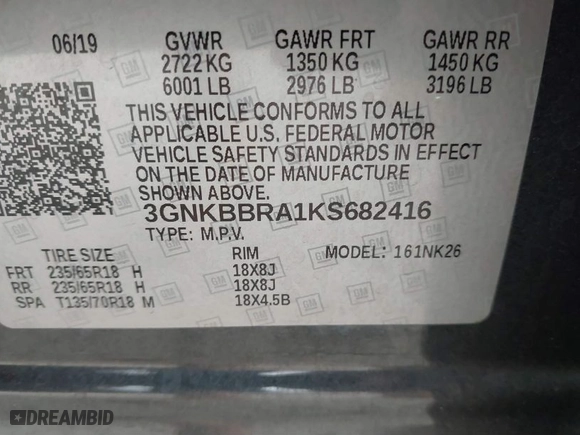 06/19 GVWR GAWR FRT GAWR RR
2722 KG 1350 KG 1450 KG
6001 LB 2976 LB 3196 LB
THIS VEHICLE CONFORMS TO ALL
APPLICABLE U.S. FEDERAL MOTOR
VEHICLE SAFETY STANDARDS IN EFFECT
ON THE DATE OF MANUFACTURE
SHOWN ABOVE.
3GNKBBRA1KS682416
TYPE: M.P.V. MODEL: 161NK26
TIRE SIZE RIM
FRT 235/65R18 H 18X8J
RR 235/65R18 H 18X8J
SPA T135/70R18 M 18X4.5B
GM
DREAMBID